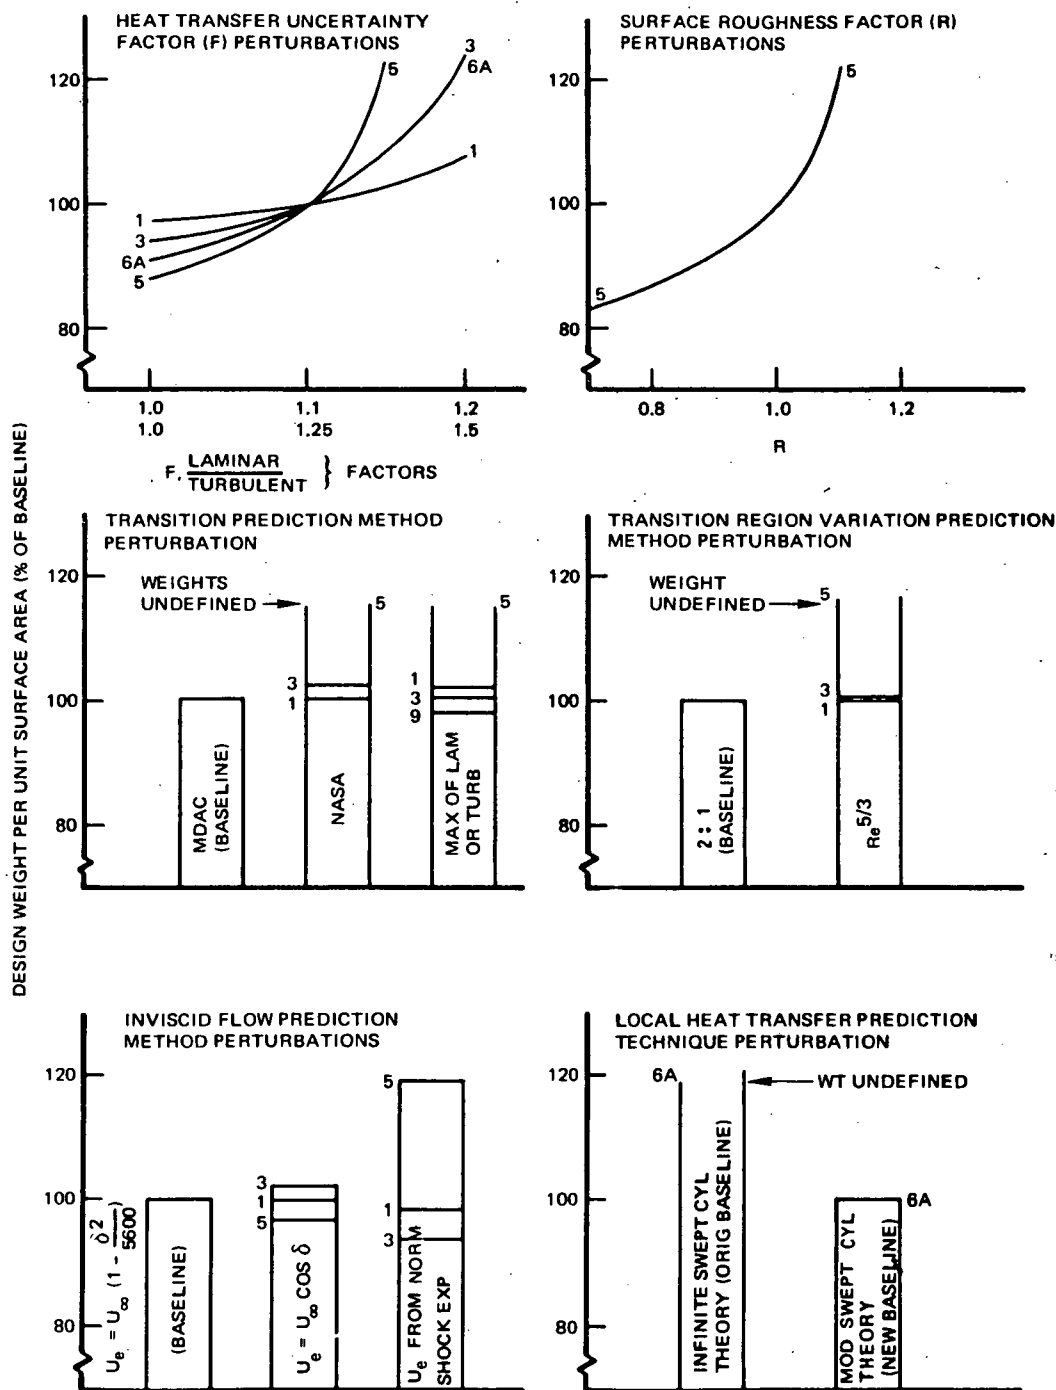 DESIGN WEIGHT PER UNIT SURFACE AREA (% OF BASELINE)
HEAT TRANSFER UNCERTAINTY
FACTOR (F) PERTURBATIONS
120
100
80
5
3
6A
1
1
3
6A
5
1.0
1.1
1.2
1.0
1.25
1.5
F, LAMINAR
TURBULENT } FACTORS
SURFACE ROUGHNESS FACTOR (R)
PERTURBATIONS
120
100
80
5
5
0.8
1.0
1.2
R
TRANSITION PREDICTION METHOD
PERTURBATION
120
100
80
WEIGHTS
UNDEFINED
5
5
3
1
1
3
9
MDAC
(BASELINE)
NASA
MAX OF LAM
OR TURB
TRANSITION REGION VARIATION PREDICTION
METHOD PERTURBATION
120
100
80
WEIGHT
UNDEFINED
5
3
1
2 : 1
(BASELINE)
Re 5/3
INVISCID FLOW PREDICTION
METHOD PERTURBATIONS
120
100
80
5
3
1
5
1
3
Ue = U∞ (1 - δ2/5600)
(BASELINE)
Ue = U∞ COS δ
Ue FROM NORM
SHOCK EXP
LOCAL HEAT TRANSFER PREDICTION
TECHNIQUE PERTURBATION
120
100
80
6A
WT UNDEFINED
6A
INFINITE SWEPT CYL
THEORY (ORIG BASELINE)
MOD SWEPT CYL
THEORY
(NEW BASELINE)